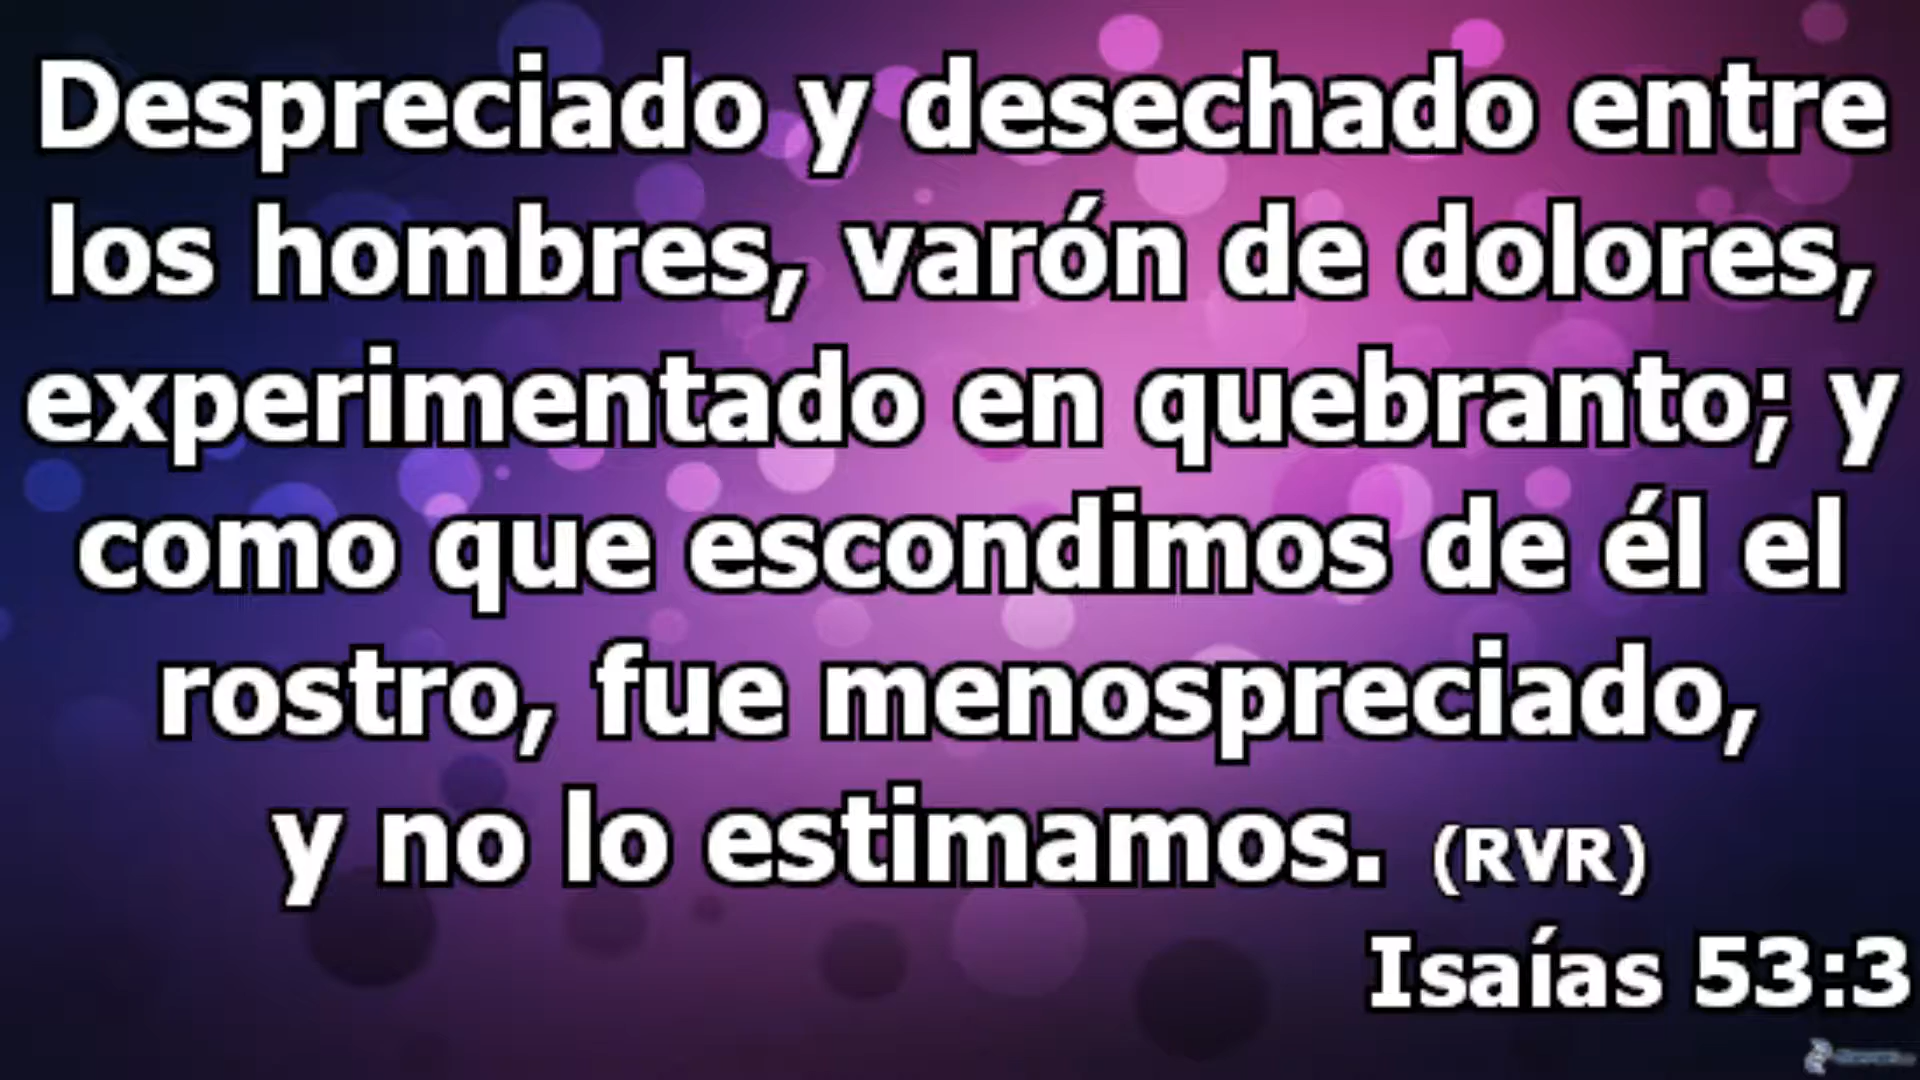 Despreciado y desechado entre
los hombres, varón de dolores,
experimentado en quebranto; y
como que escondimos de él el
rostro, fue menospreciado,
y no lo estimamos. (RVR)
Isaías 53:3